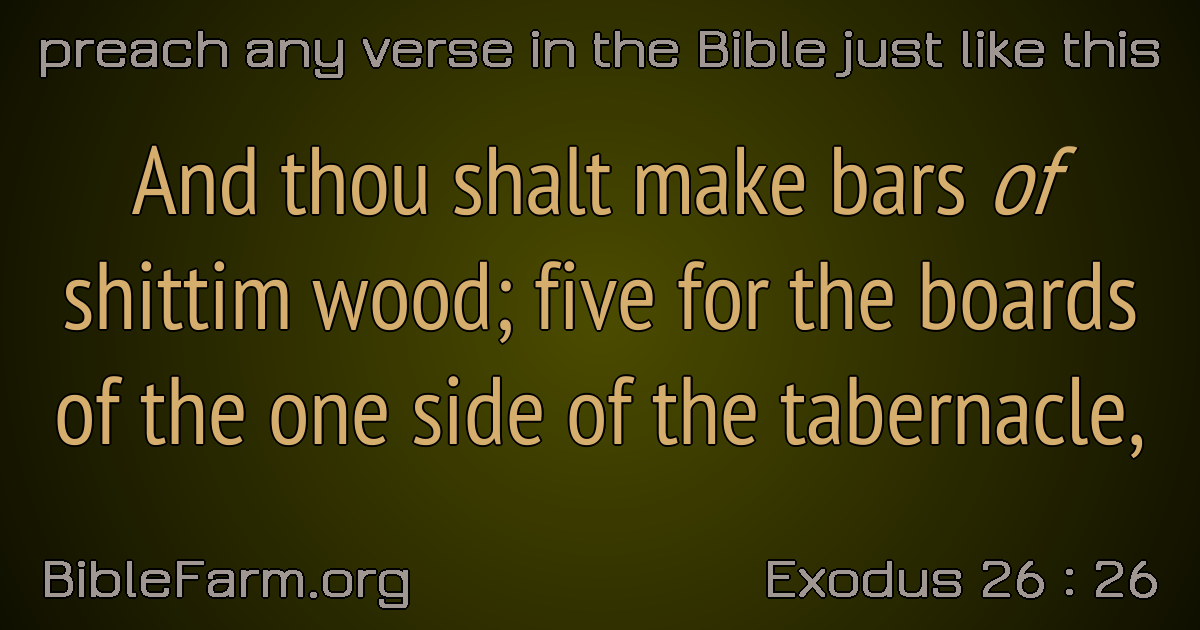 preach any verse in the Bible just like this
And thou shalt make bars of
shittim wood; five for the boards
of the one side of the tabernacle,
BibleFarm.org
Exodus 26 : 26